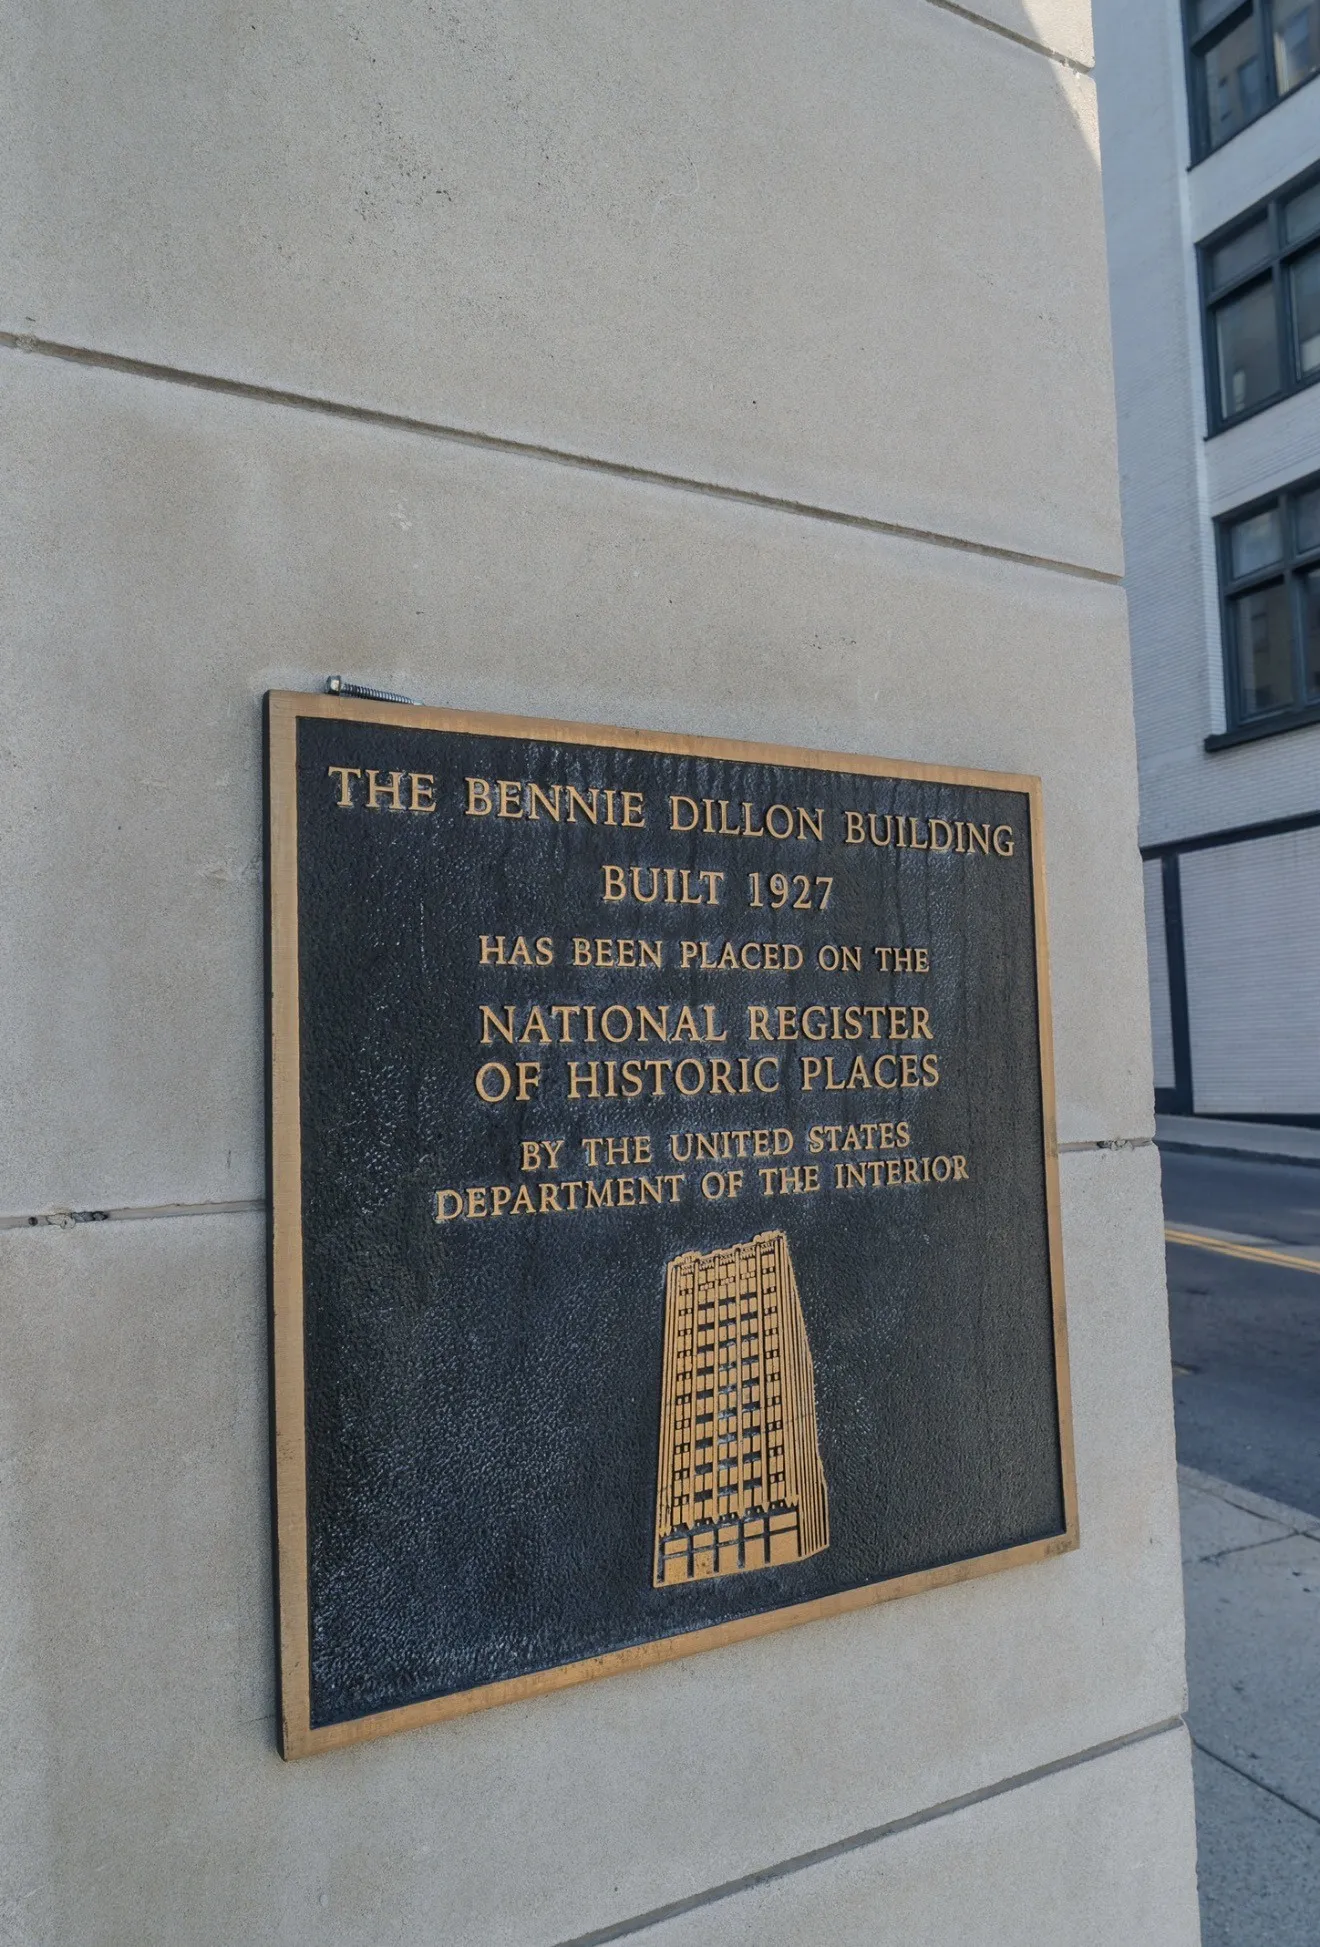 THE BENNIE DILLON BUILDING
BUILT 1927
HAS BEEN PLACED ON THE
NATIONAL REGISTER
OF HISTORIC PLACES
BY THE UNITED STATES
DEPARTMENT OF THE INTERIOR